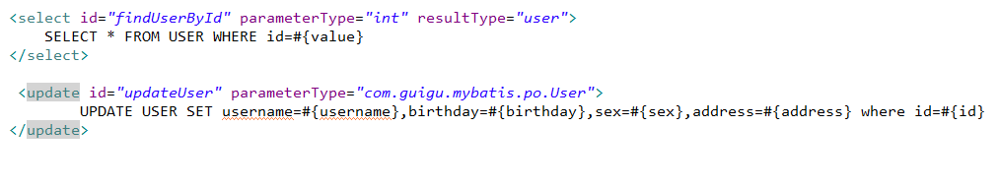 <select id="findUserById" parameterType="int" resultType="user">
SELECT * FROM USER WHERE id=#{value}
</select>
<update id="updateUser" parameterType="com.guigu.mybatis.po.User">
UPDATE USER SET username=#{username},birthday=#{birthday},sex=#{sex},address=#{address} where id=#{id}
</update>